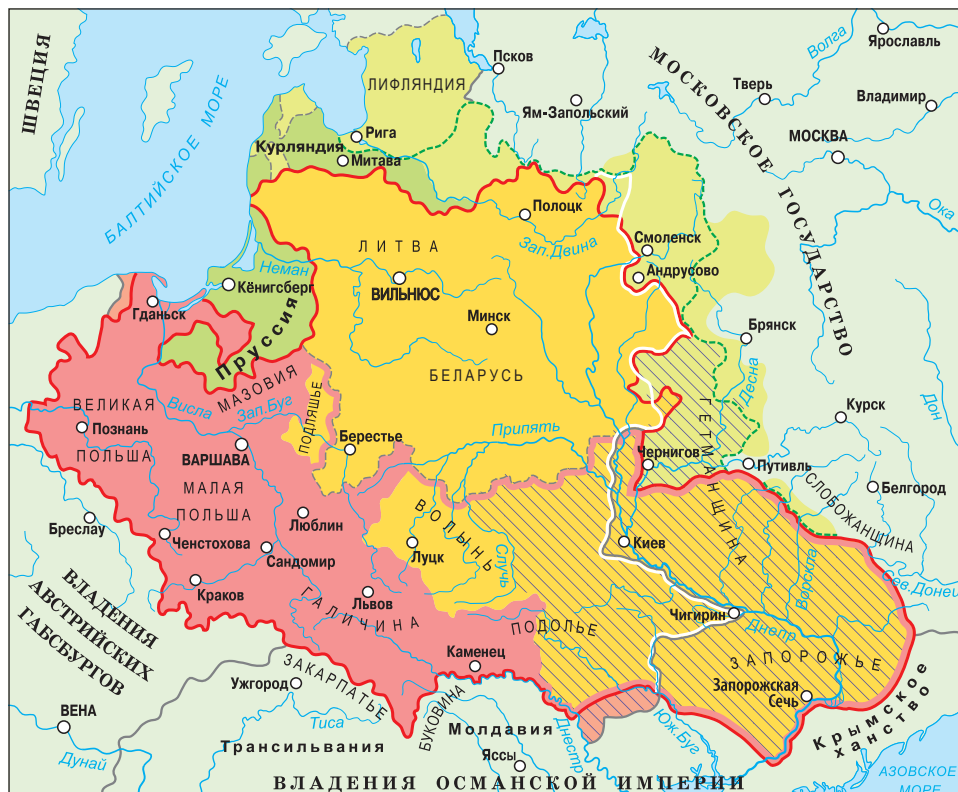 ШВЕЦИЯ
БАЛТИЙСКОЕ МОРЕ
ЛИФЛЯНДИЯ
Псков
Ям-Запольский
МОСКОВСКОЕ ГОСУДАРСТВО
Волга
Ярославль
Тверь
Владимир
МОСКВА
Ока
Рига
Курляндия
Митава
Полоцк
Зап.Двина
Смоленск
Андрусово
ЛИТВА
Неман
ВИЛЬНЮС
Кёнигсберг
Гданьск
Пруссия
Минск
Брянск
БЕЛАРУСЬ
Десна
Дон
МАЗОВИЯ
Висла
Зап.Буг
ПОДЛЯШЬЕ
ВЕЛИКАЯ
ПОЛЬША
Познань
ВАРШАВА
Берестье
Припять
ГЕТМАНЩИНА
Курск
Чернигов
Путивль
СЛОБОЖАНЩИНА
Белгород
МАЛАЯ
ПОЛЬША
Бреслау
Ченстохова
Люблин
Сандомир
ВОЛЫНЬ
Луцк
Случь
Киев
Ворскла
Сев.Донец
ВЛАДЕНИЯ
АВСТРИЙСКИХ
ГАБСБУРГОВ
Краков
Львов
ГАЛИЧИНА
ПОДОЛЬЕ
Чигирин
Днепр
ЗАПОРОЖЬЕ
Запорожская
Сечь
Каменец
ЗАКАРПАТЬЕ
Ужгород
БУКОВИНА
Молдавия
Тиса
Трансильвания
Яссы
Днестр
Юж.Буг
Крымское
ханство
ВЕНА
Дунай
ВЛАДЕНИЯ ОСМАНСКОЙ ИМПЕРИИ
АЗОВСКОЕ
МОРЕ